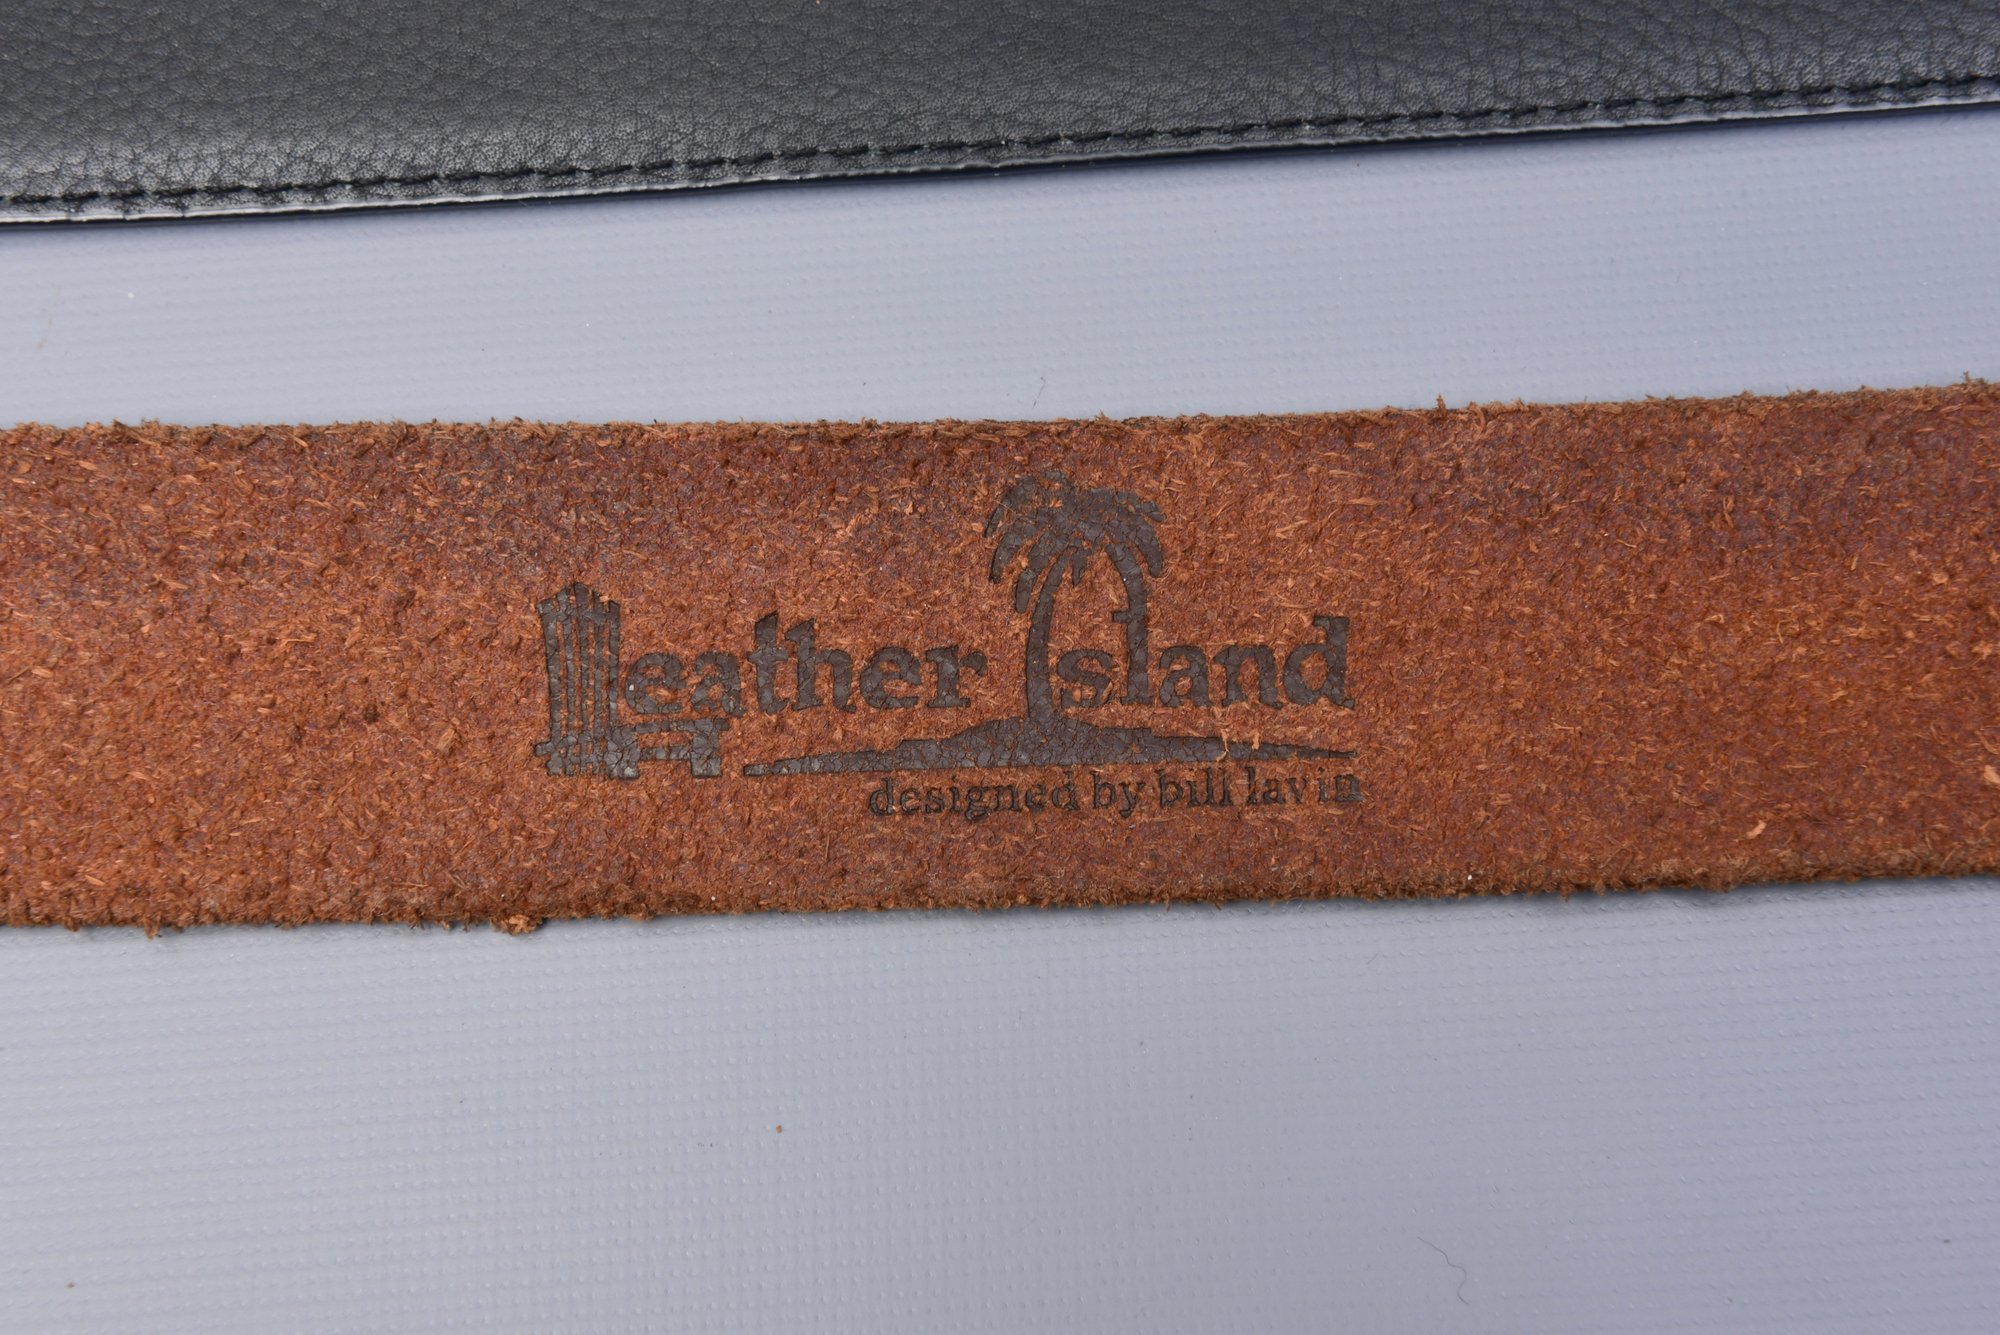 Leather Island
designed by bill lavin